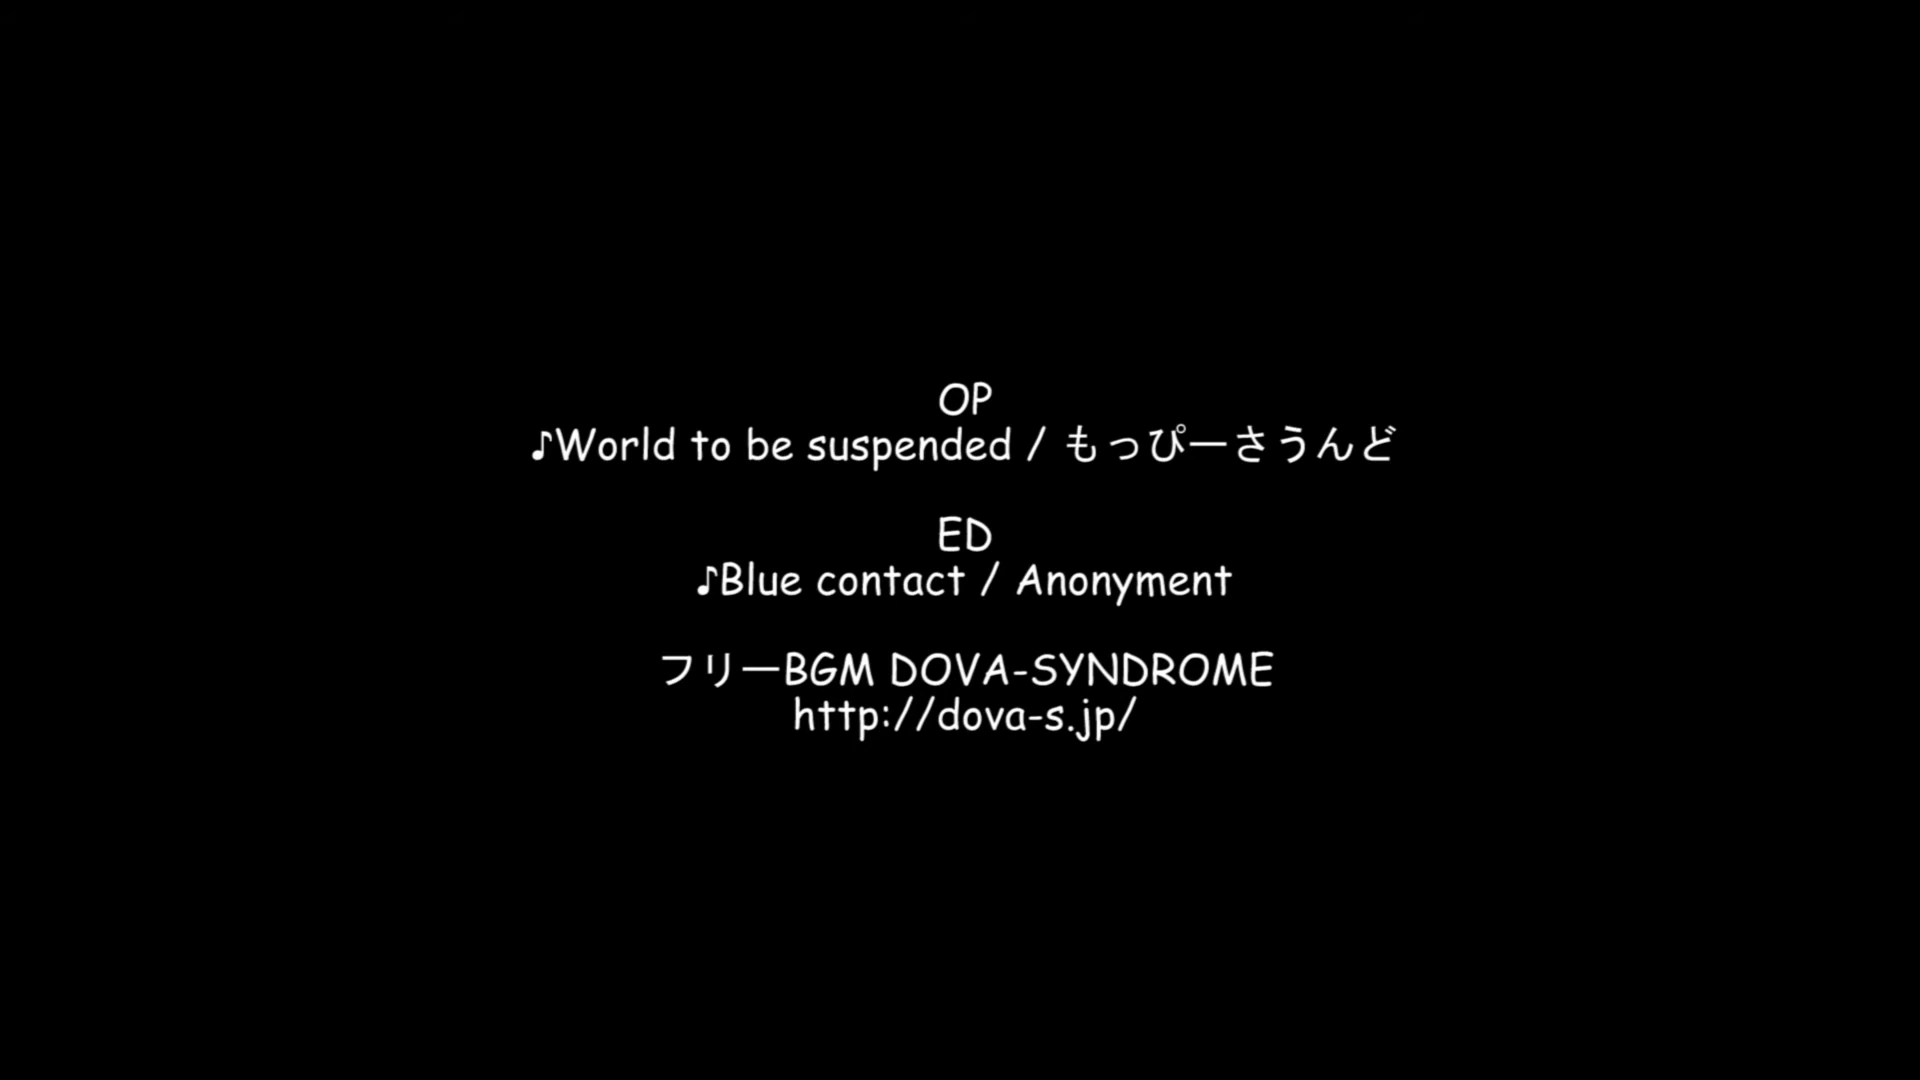 OP
♪World to be suspended / もっぴーさうんど
ED
♪Blue contact / Anonyment
フリーBGM DOVA-SYNDROME
http://dova-s.jp/